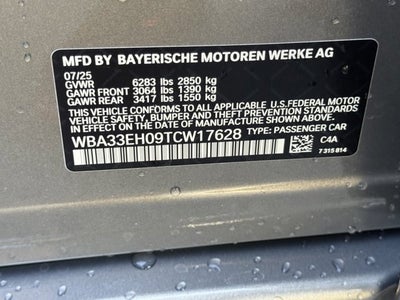 MFD BY BAYERISCHE MOTOREN WERKE AG
07/25
GVWR 6283 lbs 2850 kg
GAWR FRONT 3064 lbs 1390 kg
GAWR REAR 3417 lbs 1550 kg
THIS VEHICLE CONFORMS TO ALL APPLICABLE U.S. FEDERAL MOTOR
VEHICLE SAFETY, BUMPER AND THEFT PREVENTION STANDARDS
IN EFFECT ON THE DATE OF MANUFACTURE SHOWN ABOVE.
WBA33EH09TCW17628 TYPE: PASSENGER CAR
C4A
7 315 814